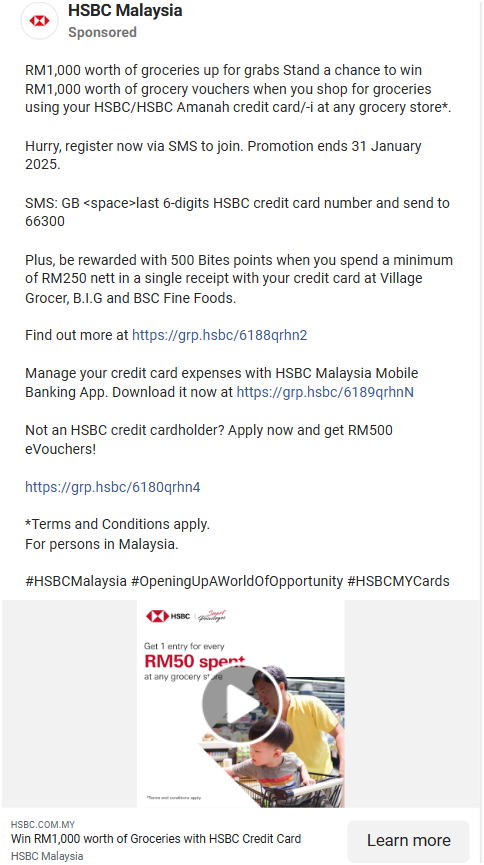 HSBC Malaysia
Sponsored
RM1,000 worth of groceries up for grabs Stand a chance to win
RM1,000 worth of grocery vouchers when you shop for groceries
using your HSBC/HSBC Amanah credit card/-i at any grocery store*.
Hurry, register now via SMS to join. Promotion ends 31 January
2025.
SMS: GB <space>last 6-digits HSBC credit card number and send to
66300
Plus, be rewarded with 500 Bites points when you spend a minimum
of RM250 nett in a single receipt with your credit card at Village
Grocer, B.I.G and BSC Fine Foods.
Find out more at https://grp.hsbc/6188qrhn2
Manage your credit card expenses with HSBC Malaysia Mobile
Banking App. Download it now at https://grp.hsbc/6189qrhnN
Not an HSBC credit cardholder? Apply now and get RM500
eVouchers!
https://grp.hsbc/6180qrhn4
*Terms and Conditions apply.
For persons in Malaysia.
#HSBCMalaysia #OpeningUpAWorldOfOpportunity #HSBCMYCards
HSBC | Smart Privileges
Get 1 entry for every
RM50 spent
at any grocery store
*Terms and conditions apply
HSBC.COM.MY
Win RM1,000 worth of Groceries with HSBC Credit Card
HSBC Malaysia
Learn more